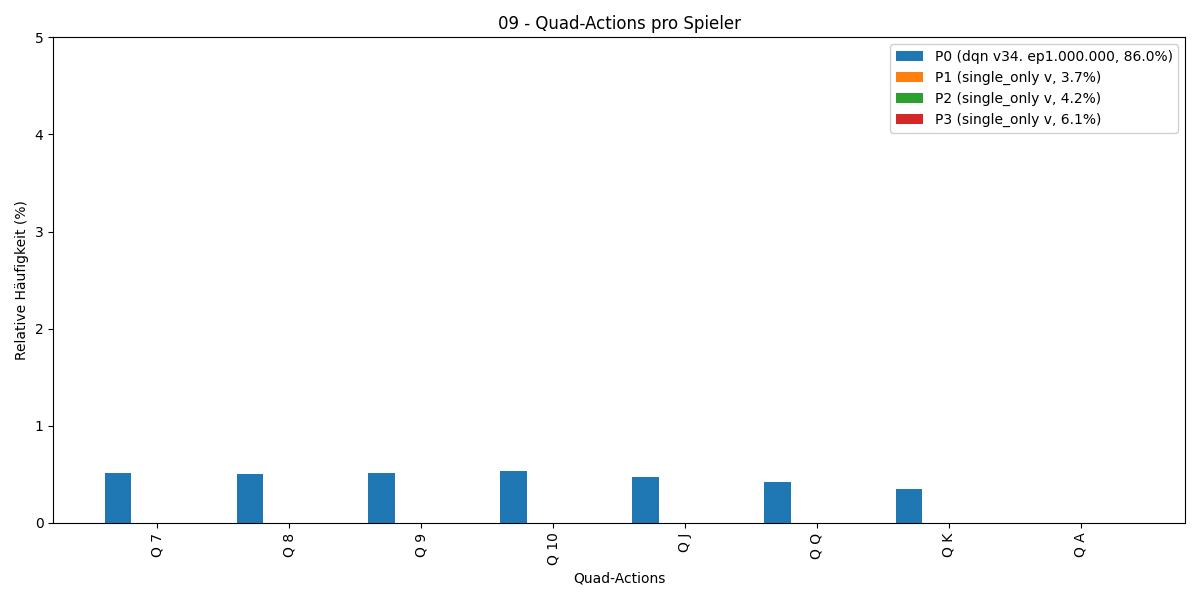 09 - Quad-Actions pro Spieler
P0 (dqn v34. ep1.000.000, 86.0%)
P1 (single_only v, 3.7%)
P2 (single_only v, 4.2%)
P3 (single_only v, 6.1%)
Relative Häufigkeit (%)
5
4
3
2
1
0
Q 7
Q 8
Q 9
Q 10
Q J
Q Q
Q K
Q A
Quad-Actions